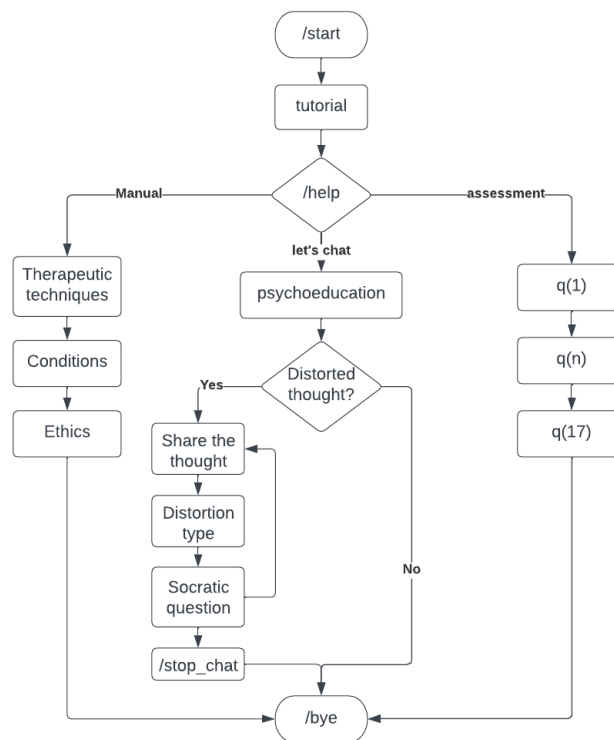 /start
tutorial
/help
Manual
assessment
let's chat
Therapeutic
techniques
Conditions
Ethics
psychoeducation
Distorted
thought?
Yes
No
Share the
thought
Distortion
type
Socratic
question
/stop_chat
q(1)
q(n)
q(17)
/bye